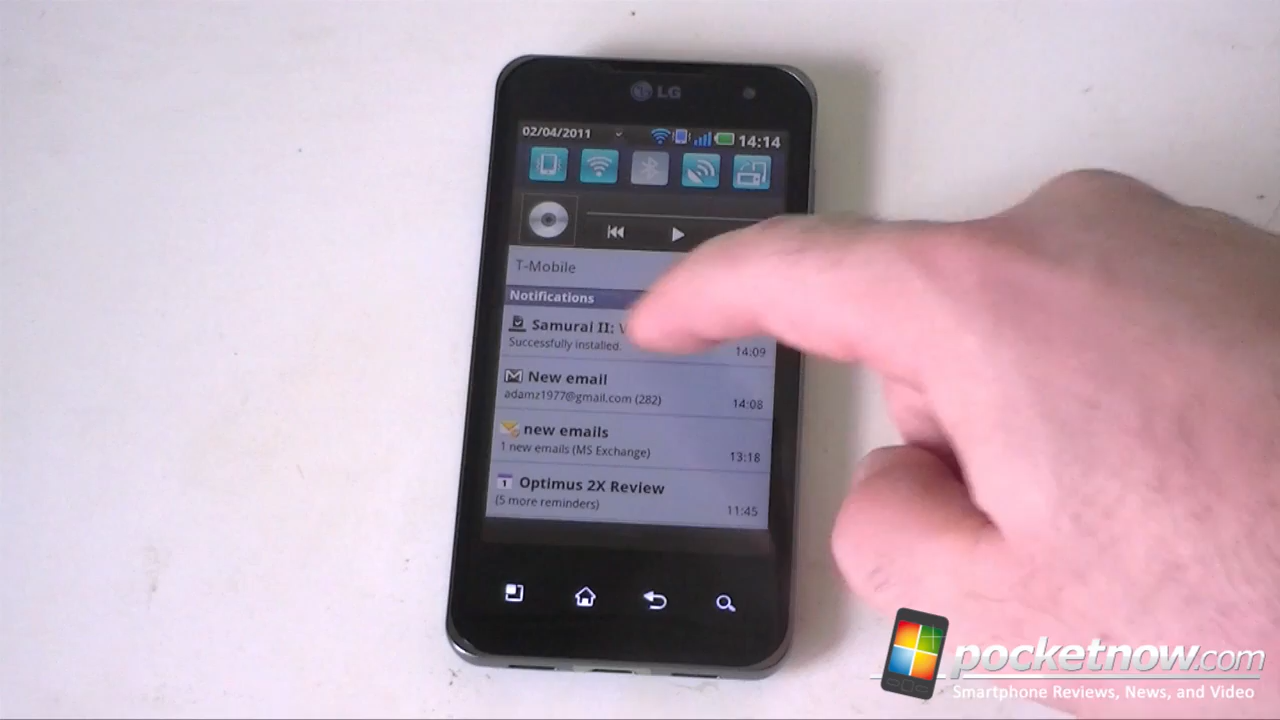 LG
02/04/2011
14:14
T-Mobile
Notifications
Samurai II:
Successfully installed.
14:09
New email
adamz1977@gmail.com (282)
14:08
new emails
1 new emails (MS Exchange)
13:18
1
Optimus 2X Review
(5 more reminders)
11:45
pocketnow.com
Smartphone Reviews, News, and Video